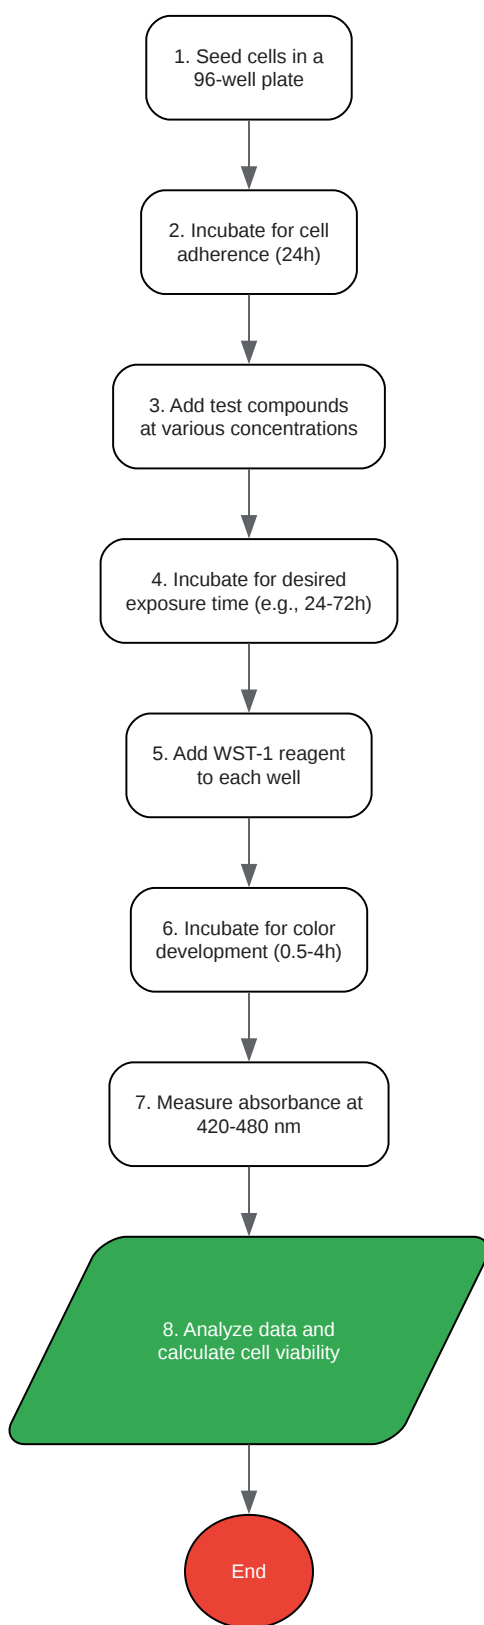 1. Seed cells in a
96-well plate
2. Incubate for cell
adherence (24h)
3. Add test compounds
at various concentrations
4. Incubate for desired
exposure time (e.g., 24-72h)
5. Add WST-1 reagent
to each well
6. Incubate for color
development (0.5-4h)
7. Measure absorbance at
420-480 nm
8. Analyze data and
calculate cell viability
End